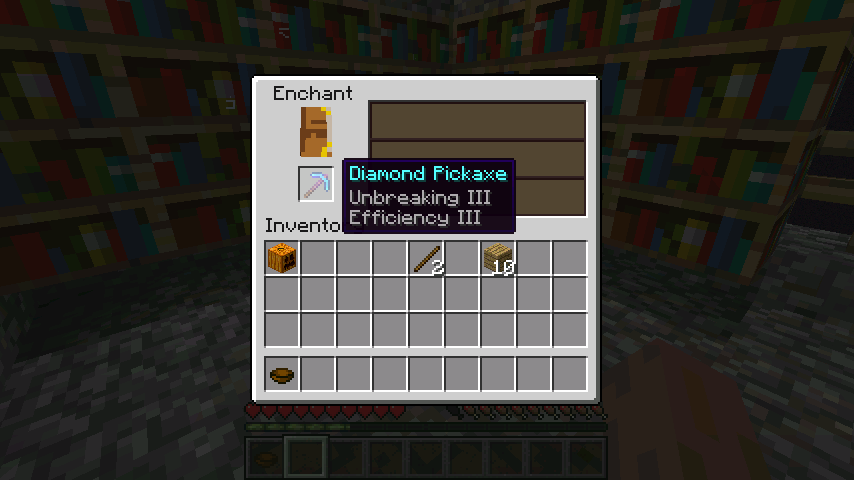 Enchant
Diamond Pickaxe
Unbreaking III
Efficiency III
Invento
2
10